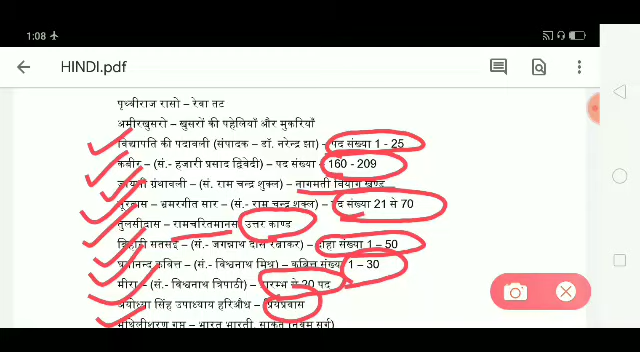 1:08
HINDI.pdf
पृथ्वीराज रासो – रेवा तट
अमीरखुसरो – खुसरों की पहेलियाँ और मुकरियाँ
विद्यापति की पदावली (संपादक – डॉ. नरेन्द्र झा) – पद संख्या 1 - 25
कबीर – (सं.- हजारी प्रसाद द्विवेदी) – पद संख्या – 160 - 209
जायसी ग्रंथावली – (सं. राम चन्द्र शुक्ल) – नागमती वियोग खण्ड
सूरदास – भ्रमरगीत सार – (सं.- राम चन्द्र शुक्ल) – पद संख्या 21 से 70
तुलसीदास – रामचरितमानस, उत्तर काण्ड
बिहारी सतसई – (सं.- जगन्नाथ दास रत्नाकर) – दोहा संख्या 1 – 50
घनानन्द कवित्त – (सं.- विश्वनाथ मिश्र) – कवित्त संख्या 1 – 30
मीरा – (सं.- विश्वनाथ त्रिपाठी) – प्रारम्भ से 20 पद
अयोध्या सिंह उपाध्याय हरिऔध – प्रियप्रवास
मैथिलीशरण गुप्त – भारत भारती, साकेत (नवम् सर्ग)